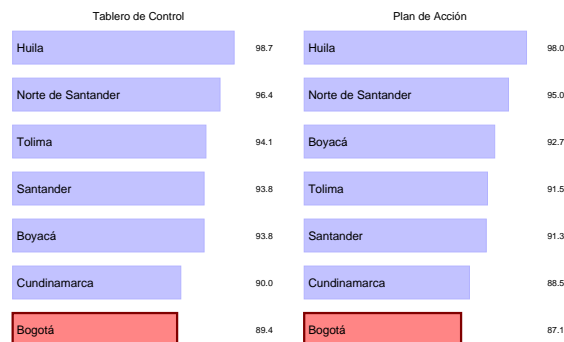 Tablero de Control
Huila 98.7
Norte de Santander 96.4
Tolima 94.1
Santander 93.8
Boyacá 93.8
Cundinamarca 90.0
Bogotá 89.4
Plan de Acción
Huila 98.0
Norte de Santander 95.0
Boyacá 92.7
Tolima 91.5
Santander 91.3
Cundinamarca 88.5
Bogotá 87.1